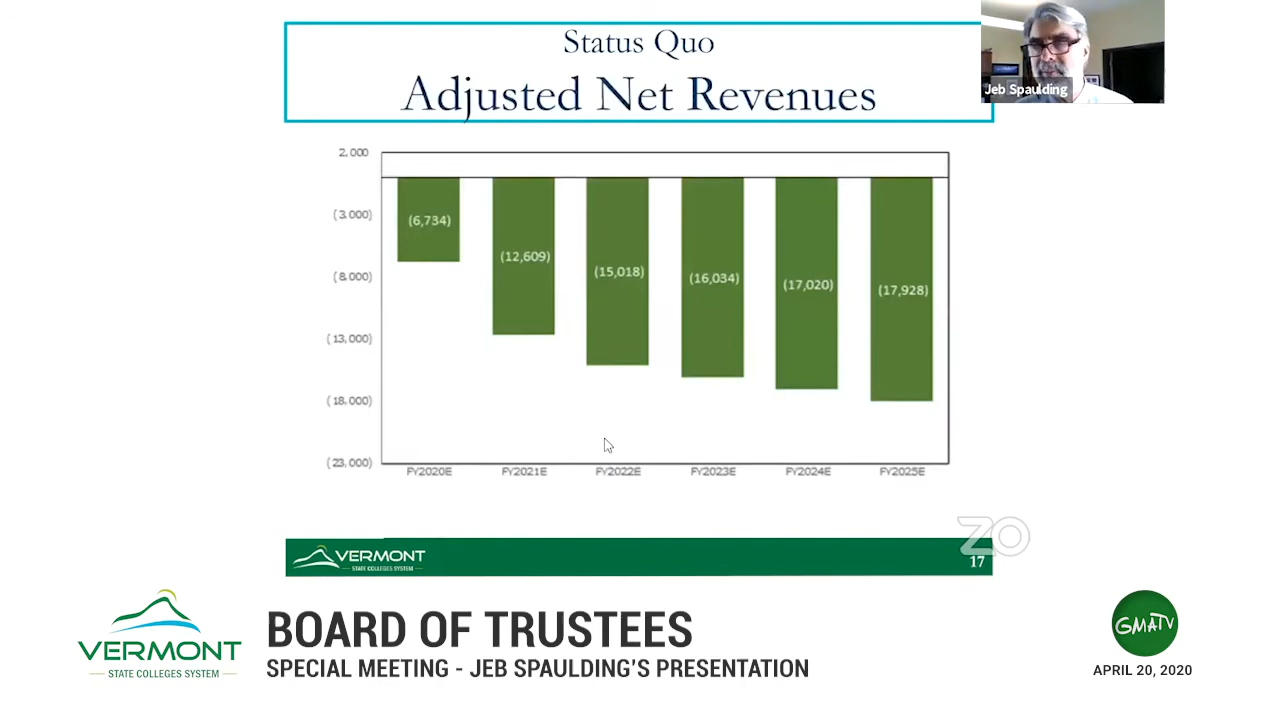 Status Quo
Adjusted Net Revenues
Jeb Spaulding
2,000
(3,000)
(8,000)
(13,000)
(18,000)
(23,000)
(6,734)
(12,609)
(15,018)
(16,034)
(17,020)
(17,928)
FY2020E
FY2021E
FY2022E
FY2023E
FY2024E
FY2025E
ZO
VERMONT
STATE COLLEGES SYSTEM
17
VERMONT
STATE COLLEGES SYSTEM
BOARD OF TRUSTEES
SPECIAL MEETING - JEB SPAULDING'S PRESENTATION
GMATV
APRIL 20, 2020